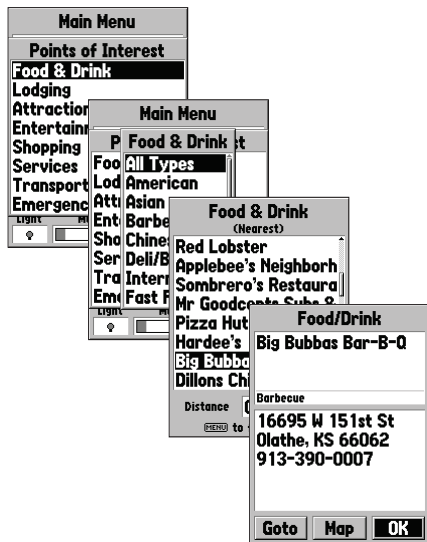 Main Menu
Points of Interest
Food & Drink
Lodging
Attraction
Entertainm
Shopping
Services
Transport
Emergenc
Light
Main Menu
Food & Drink
All Types
American
Asian
Barbe
Chines
Deli/B
Intern
Fast F
Food & Drink
(Nearest)
Red Lobster
Applebee's Neighborh
Sombrero's Restaura
Mr Goodcents Subs &
Pizza Hut
Hardee's
Big Bubba
Dillons Chi
Distance
MENU to
Food/Drink
Big Bubbas Bar-B-Q
Barbecue
16695 W 151st St
Olathe, KS 66062
913-390-0007
Goto Map OK